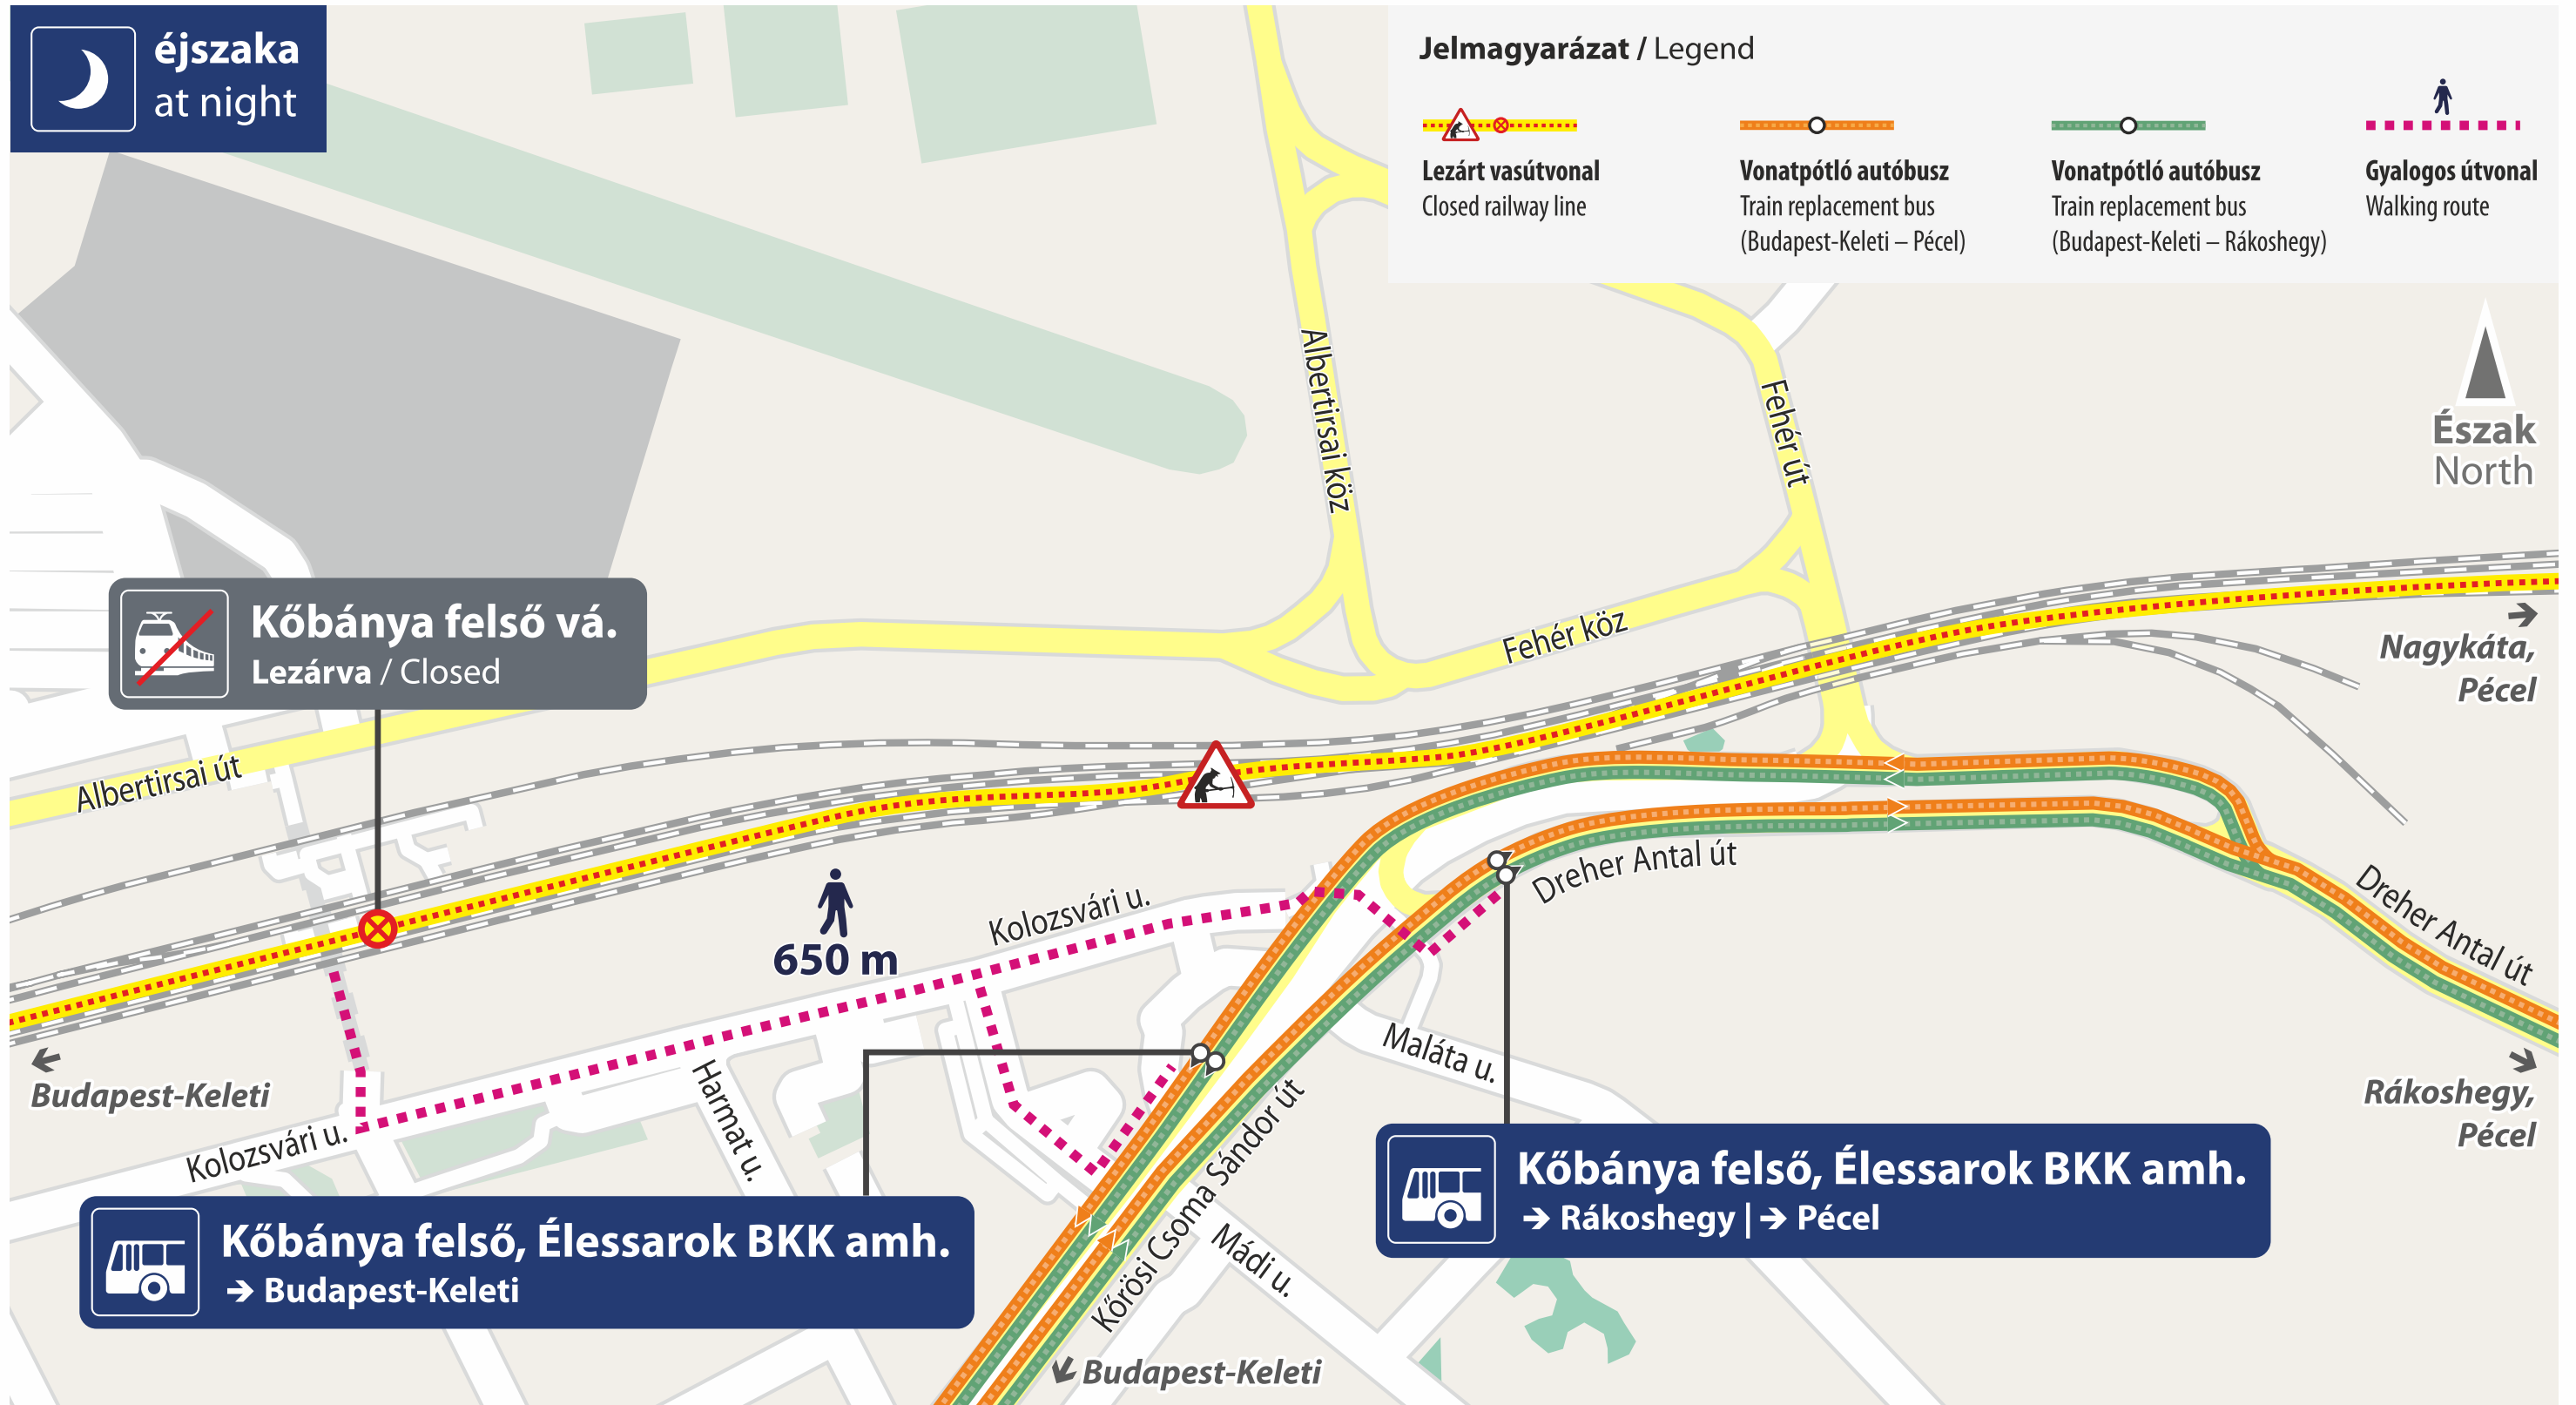 éjszaka
at night
Jelmagyarázat / Legend
Lezárt vasútvonal
Closed railway line
Vonatpótló autóbusz
Train replacement bus
(Budapest-Keleti – Pécel)
Vonatpótló autóbusz
Train replacement bus
(Budapest-Keleti – Rákoshegy)
Gyalogos útvonal
Walking route
Albertirsai köz
Fehér út
Észak
North
Kőbánya felső vá.
Lezárva / Closed
Fehér köz
Nagykáta,
Pécel
Albertirsai út
Dreher Antal út
Dreher Antal út
Kolozsvári u.
650 m
Maláta u.
Budapest-Keleti
Harmat u.
Rákoshegy,
Pécel
Kolozsvári u.
Kőrösi Csoma Sándor út
Kőbánya felső, Élessarok BKK amh.
➔ Rákoshegy | ➔ Pécel
Kőbánya felső, Élessarok BKK amh.
➔ Budapest-Keleti
Mádi u.
Budapest-Keleti